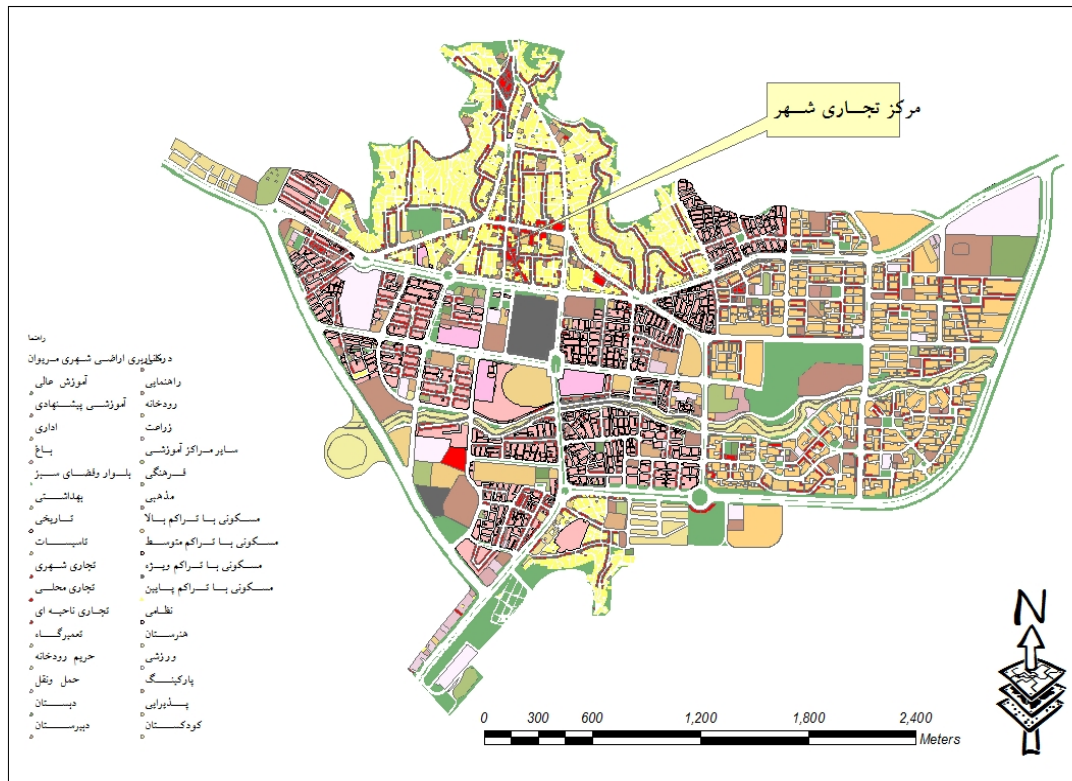 مرکز تجاری شهر
راهنما
کاربری اراضی شهری مریوان
آموزش عالی
آموزشی پیشنهادی
اداری
باغ
بلوار وفضای سبز
بهداشتی
تاریخی
تاسیسات
تجاری شهری
تجاری محلی
تجاری ناحیه ای
تعمیرگاه
حریم رودخانه
حمل ونقل
دبستان
دبیرستان
راهنمایی
رودخانه
زراعت
سایر مراکز آموزشی
فرهنگی
مذهبی
مسکونی با تراکم بالا
مسکونی با تراکم متوسط
مسکونی با تراکم ویژه
مسکونی با تراکم پایین
نظامی
هنرستان
ورزشی
پارکینگ
پذیرایی
کودکستان
N
0 300 600 1,200 1,800 2,400
Meters